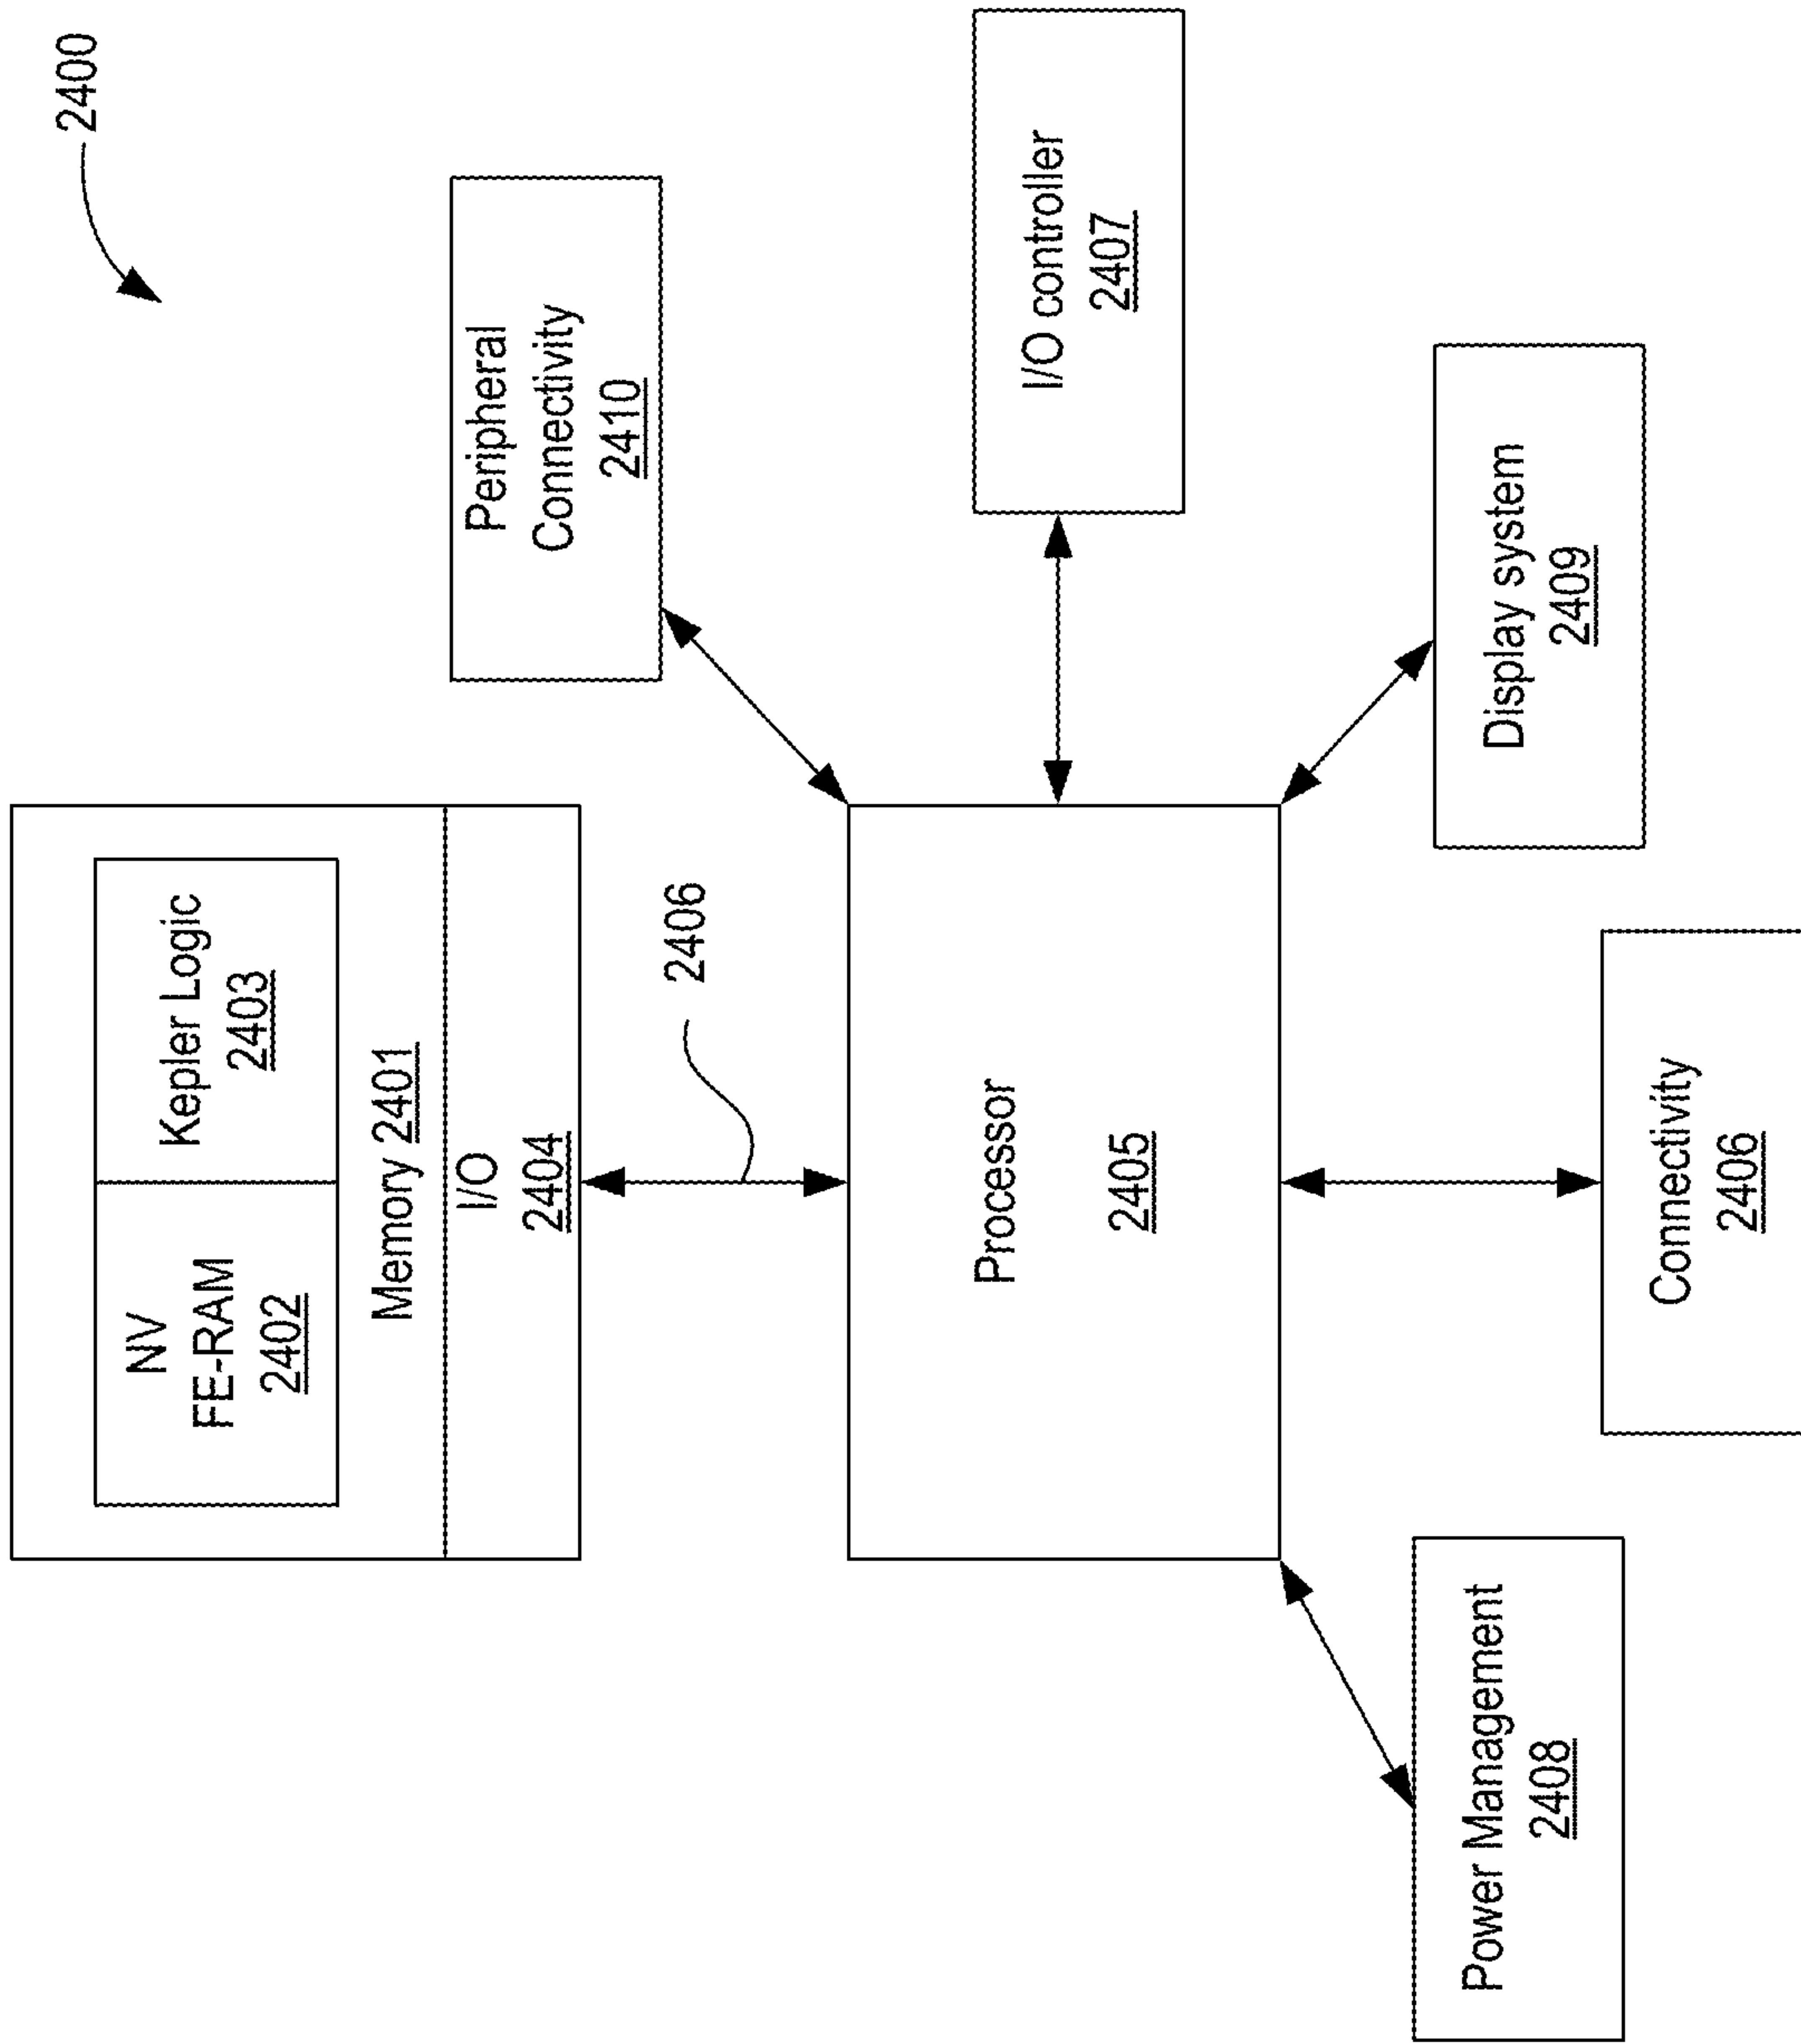 2400
NV
FE-RAM
2402
Kepler Logic
2403
Memory 2401
I/O
2404
2406
Peripheral
Connectivity
2410
Processor
2405
I/O controller
2407
Power Management
2408
Connectivity
2406
Display system
2409